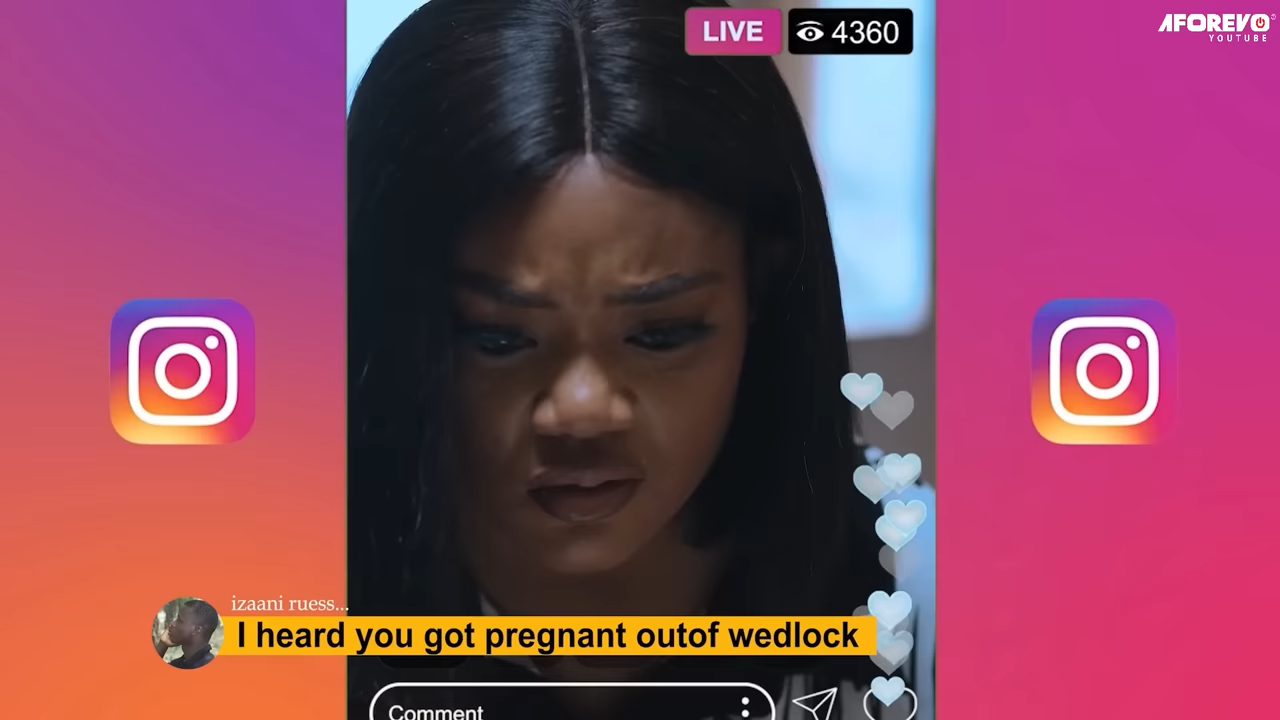 LIVE
4360
AFOREVO
YOUTUBE
izaani ruess...
I heard you got pregnant outof wedlock
Comment